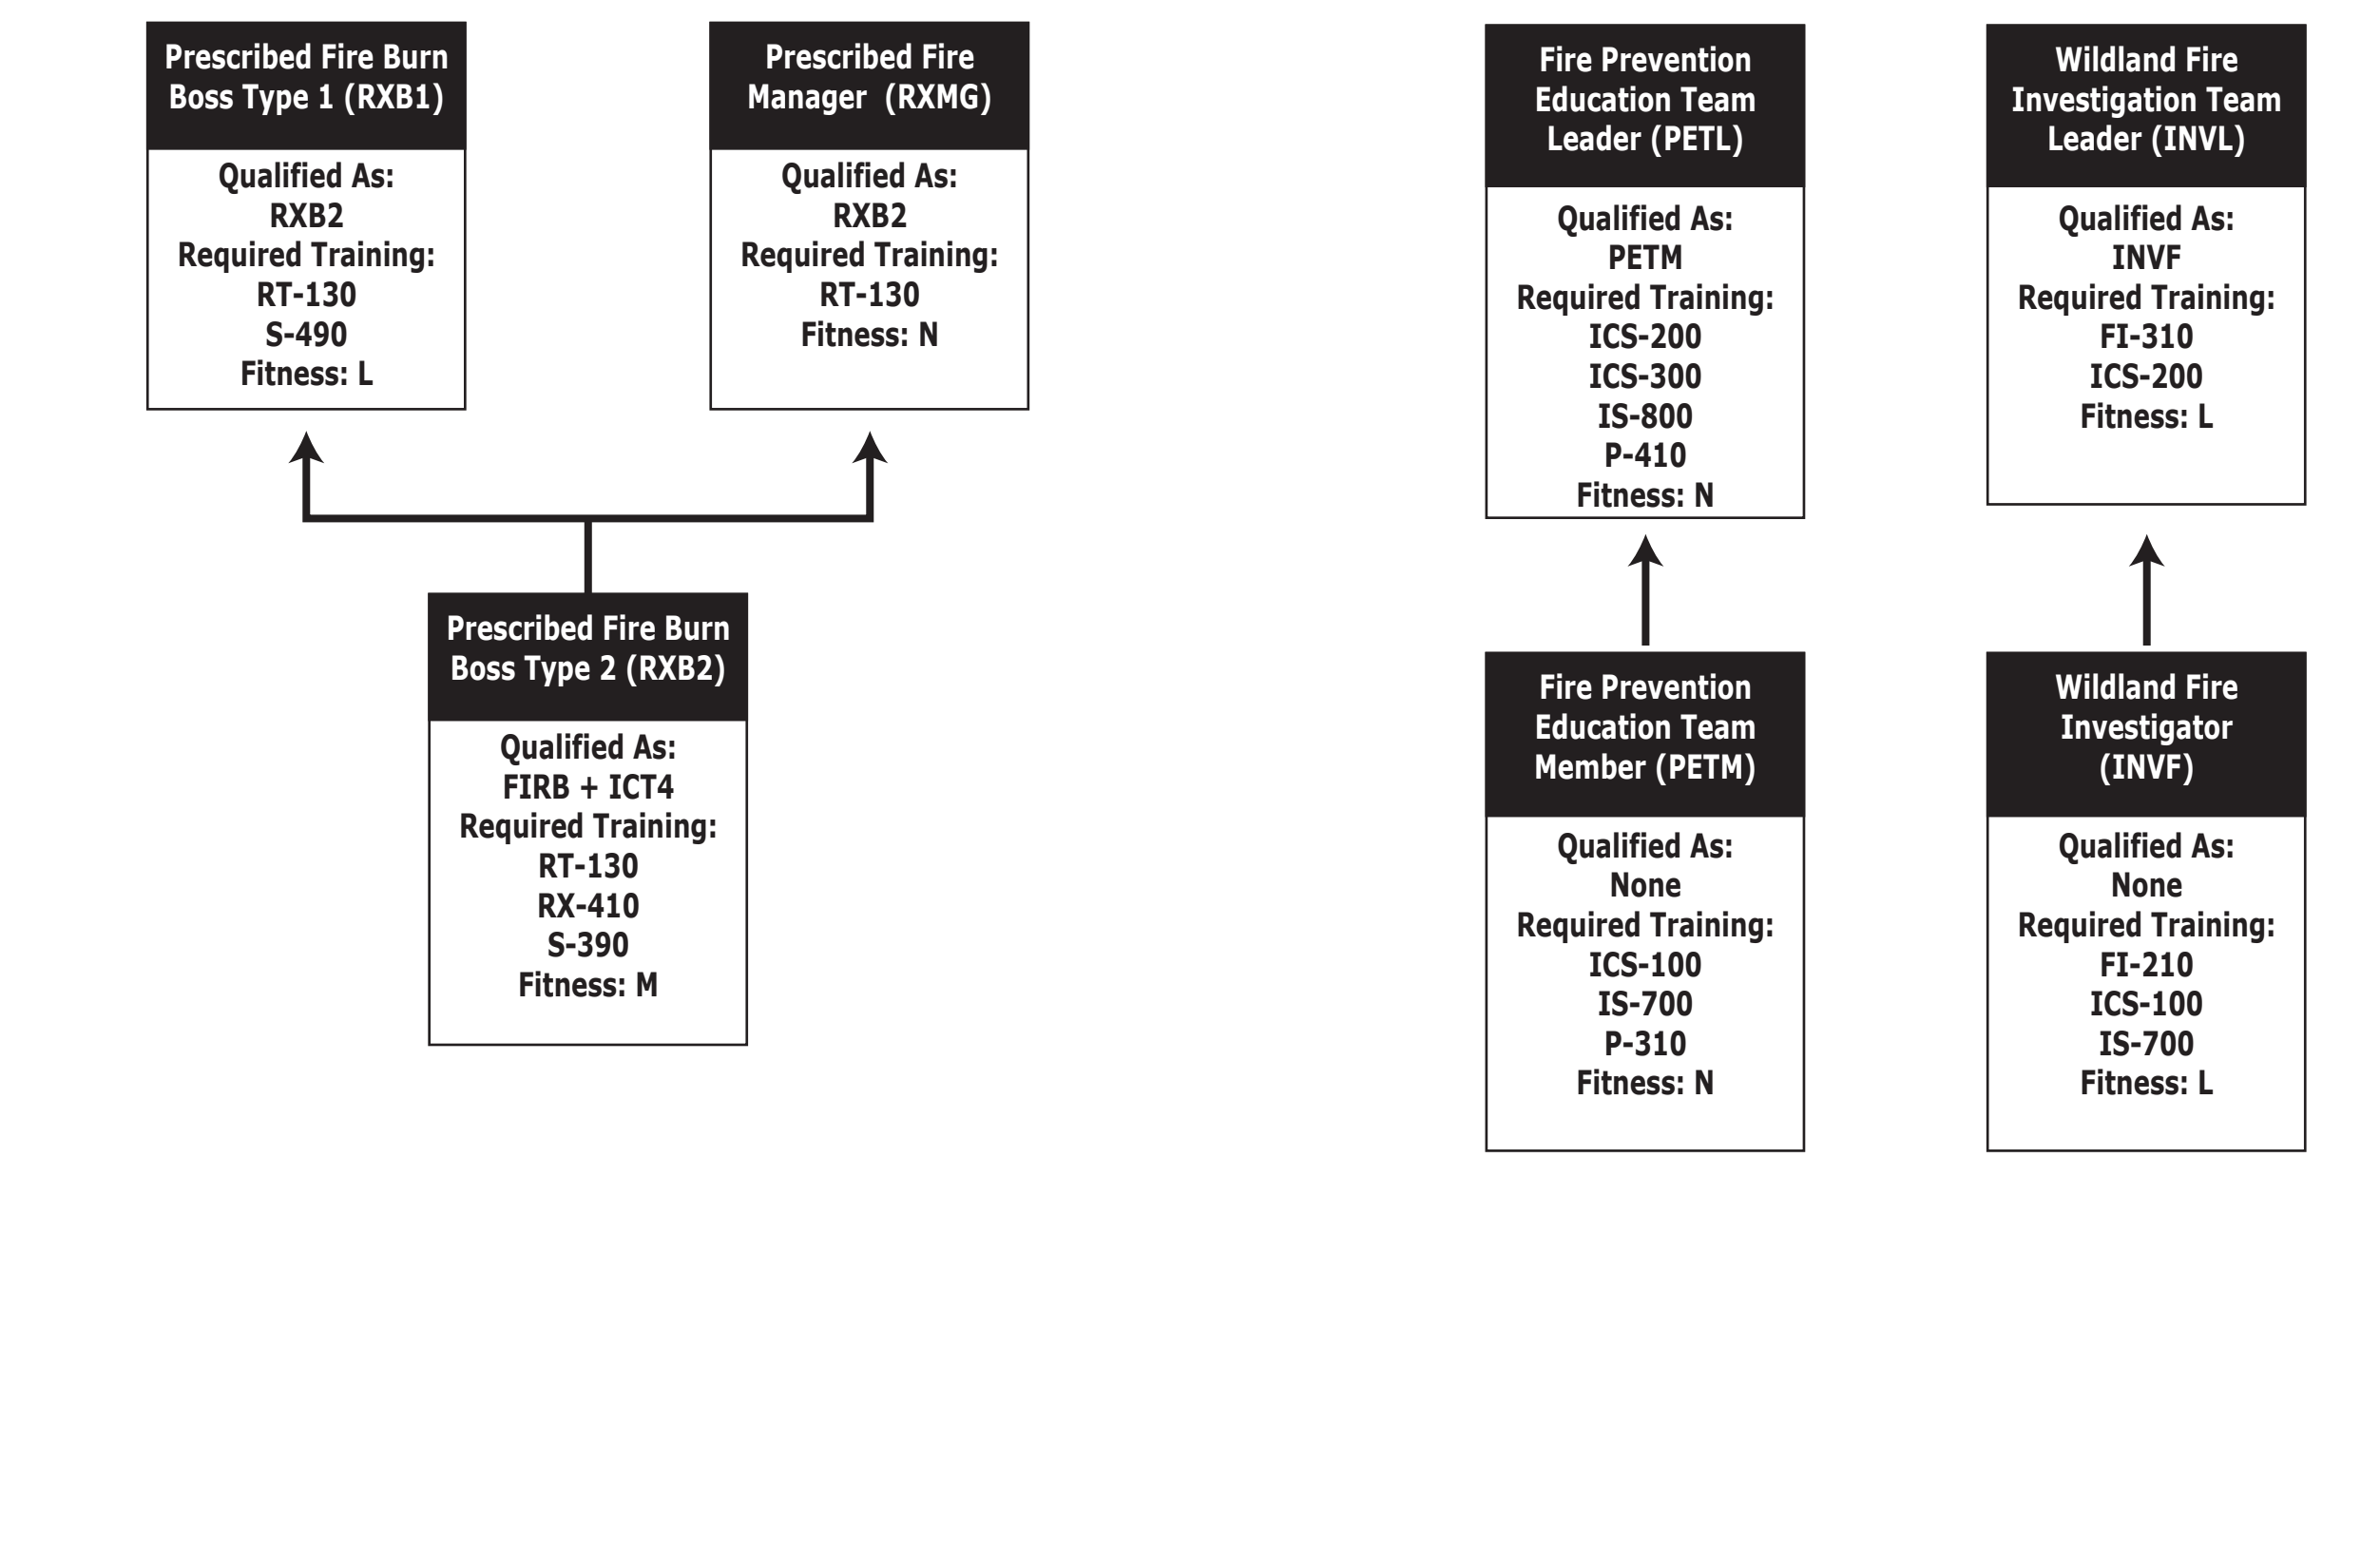 Prescribed Fire Burn
Boss Type 1 (RXB1)
Qualified As:
RXB2
Required Training:
RT-130
S-490
Fitness: L
Prescribed Fire
Manager  (RXMG)
Qualified As:
RXB2
Required Training:
RT-130
Fitness: N
Prescribed Fire Burn
Boss Type 2 (RXB2)
Qualified As:
FIRB + ICT4
Required Training:
RT-130
RX-410
S-390
Fitness: M
Fire Prevention
Education Team
Leader (PETL)
Qualified As:
PETM
Required Training:
ICS-200
ICS-300
IS-800
P-410
Fitness: N
Fire Prevention
Education Team
Member (PETM)
Qualified As:
None
Required Training:
ICS-100
IS-700
P-310
Fitness: N
Wildland Fire
Investigation Team
Leader (INVL)
Qualified As:
INVF
Required Training:
FI-310
ICS-200
Fitness: L
Wildland Fire
Investigator
(INVF)
Qualified As:
None
Required Training:
FI-210
ICS-100
IS-700
Fitness: L